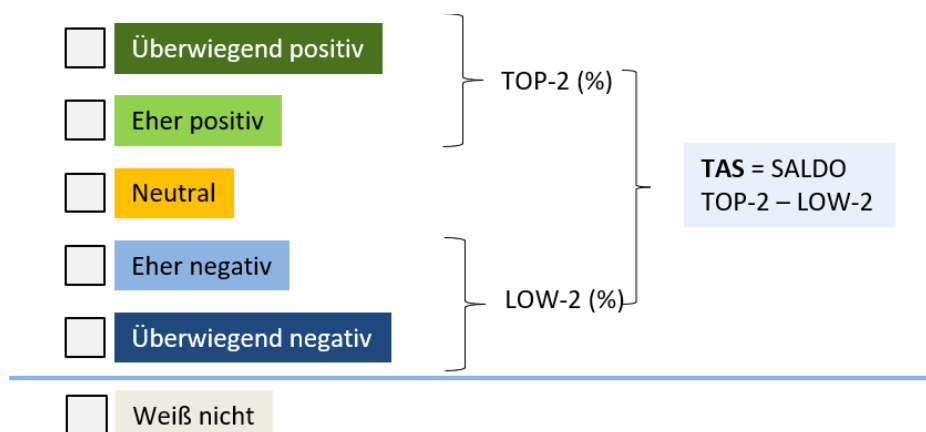 Überwiegend positiv
Eher positiv
TOP-2 (%)
Neutral
TAS = SALDO
TOP-2 – LOW-2
Eher negativ
LOW-2 (%)
Überwiegend negativ
Weiß nicht